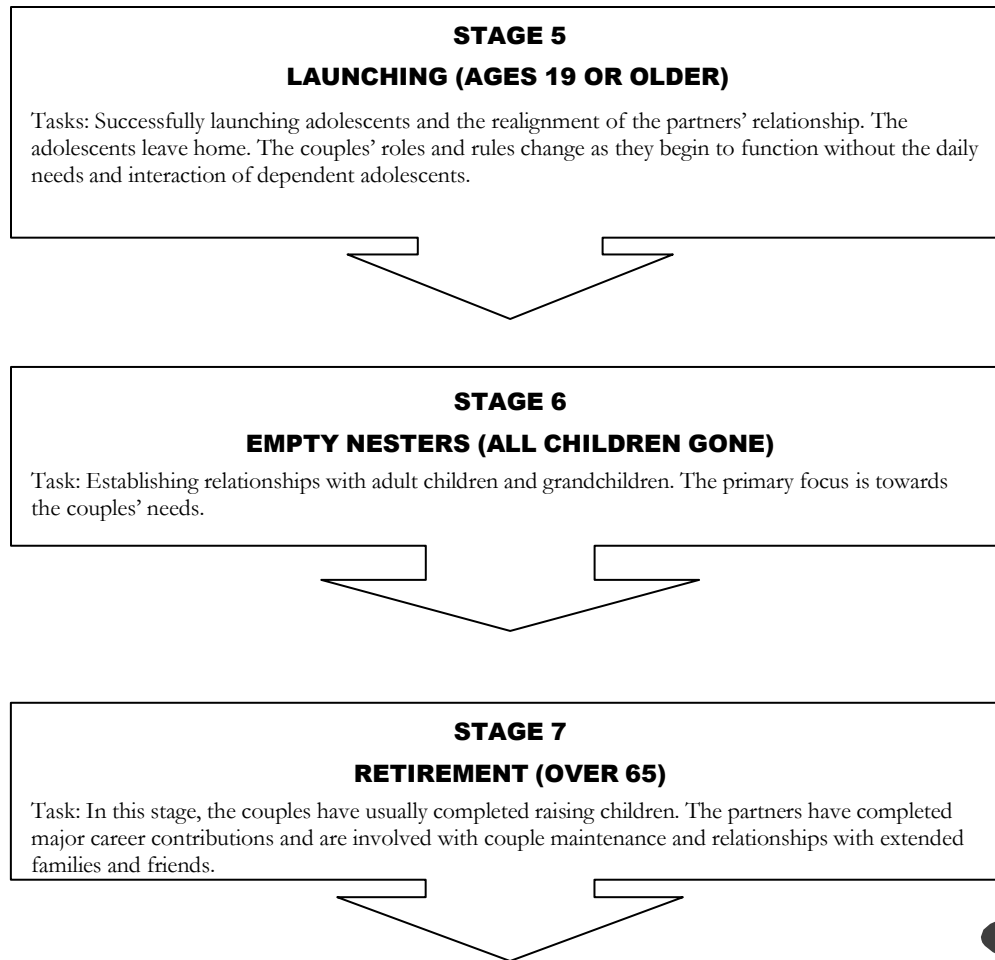 STAGE 5
LAUNCHING (AGES 19 OR OLDER)
Tasks: Successfully launching adolescents and the realignment of the partners’ relationship. The
adolescents leave home. The couples’ roles and rules change as they begin to function without the daily
needs and interaction of dependent adolescents.
STAGE 6
EMPTY NESTERS (ALL CHILDREN GONE)
Task: Establishing relationships with adult children and grandchildren. The primary focus is towards
the couples’ needs.
STAGE 7
RETIREMENT (OVER 65)
Task: In this stage, the couples have usually completed raising children. The partners have completed
major career contributions and are involved with couple maintenance and relationships with extended
families and friends.